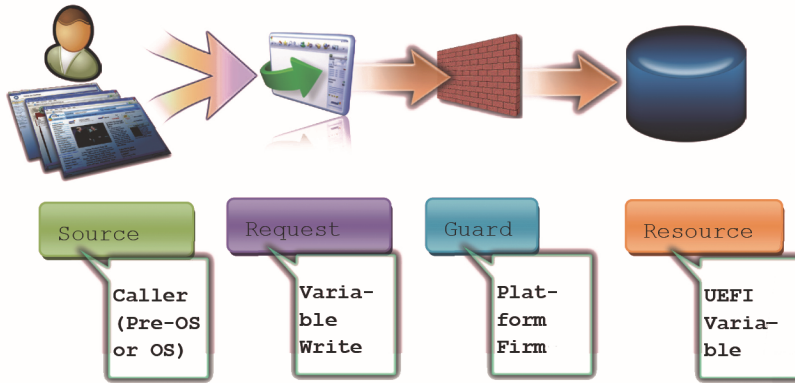 Source
Request
Guard
Resource
Caller
(Pre-OS
or OS)
Varia-
ble
Write
Plat-
form
Firm
UEFI
Varia-
ble